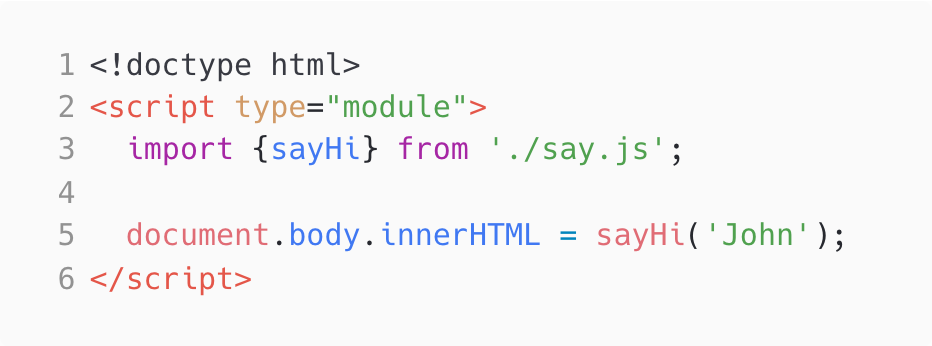 1 <!doctype html>
2 <script type="module">
3   import {sayHi} from './say.js';
4
5   document.body.innerHTML = sayHi('John');
6 </script>